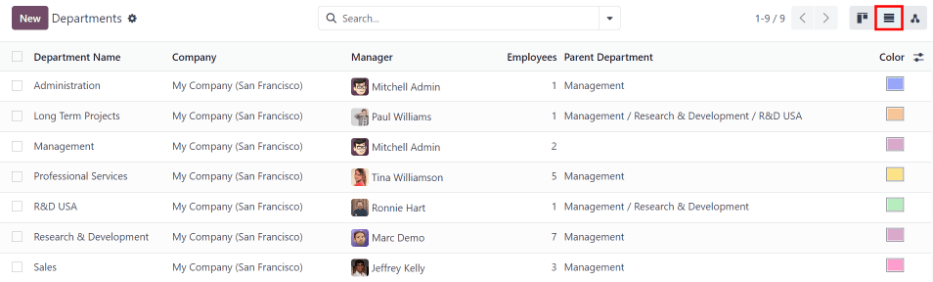 New Departments Search... 1-9 / 9
Department Name Company Manager Employees Parent Department Color
Administration My Company (San Francisco) Mitchell Admin 1 Management
Long Term Projects My Company (San Francisco) Paul Williams 1 Management / Research & Development / R&D USA
Management My Company (San Francisco) Mitchell Admin 2
Professional Services My Company (San Francisco) Tina Williamson 5 Management
R&D USA My Company (San Francisco) Ronnie Hart 1 Management / Research & Development
Research & Development My Company (San Francisco) Marc Demo 7 Management
Sales My Company (San Francisco) Jeffrey Kelly 3 Management